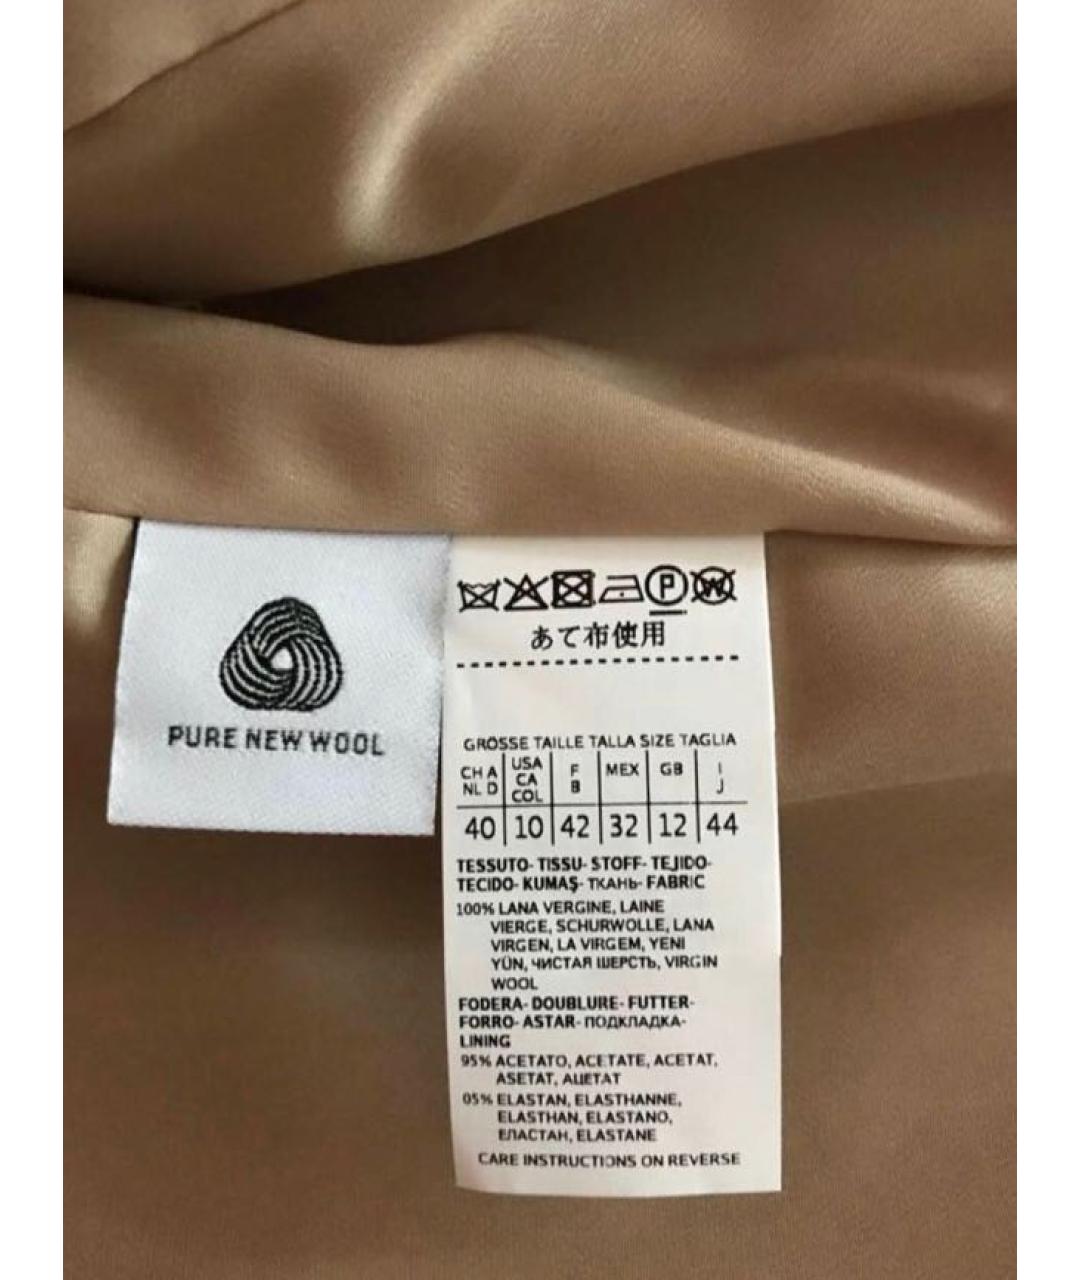 PURE NEW WOOL
P W
あて布使用
GROSSE TAILLE TALLA SIZE TAGLIA
CH A NL D USA CA COL F B MEX GB I J
40 10 42 32 12 44
TESSUTO- TISSU- STOFF- TEJIDO-
TECIDO- KUMAŞ- ТКАНЬ- FABRIC
100% LANA VERGINE, LAINE
VIERGE, SCHURWOLLE, LANA
VIRGEN, LA VIRGEM, YENI
YÜN, ЧИСТАЯ ШЕРСТЬ, VIRGIN
WOOL
FODERA- DOUBLURE- FUTTER-
FORRO- ASTAR- ПОДКЛАДКА-
LINING
95% ACETATO, ACETATE, ACETAT,
ASETAT, АЦЕТАТ
05% ELASTAN, ELASTHANNE,
ELASTHAN, ELASTANO,
ЕЛАСТАН, ELASTANE
CARE INSTRUCTIONS ON REVERSE